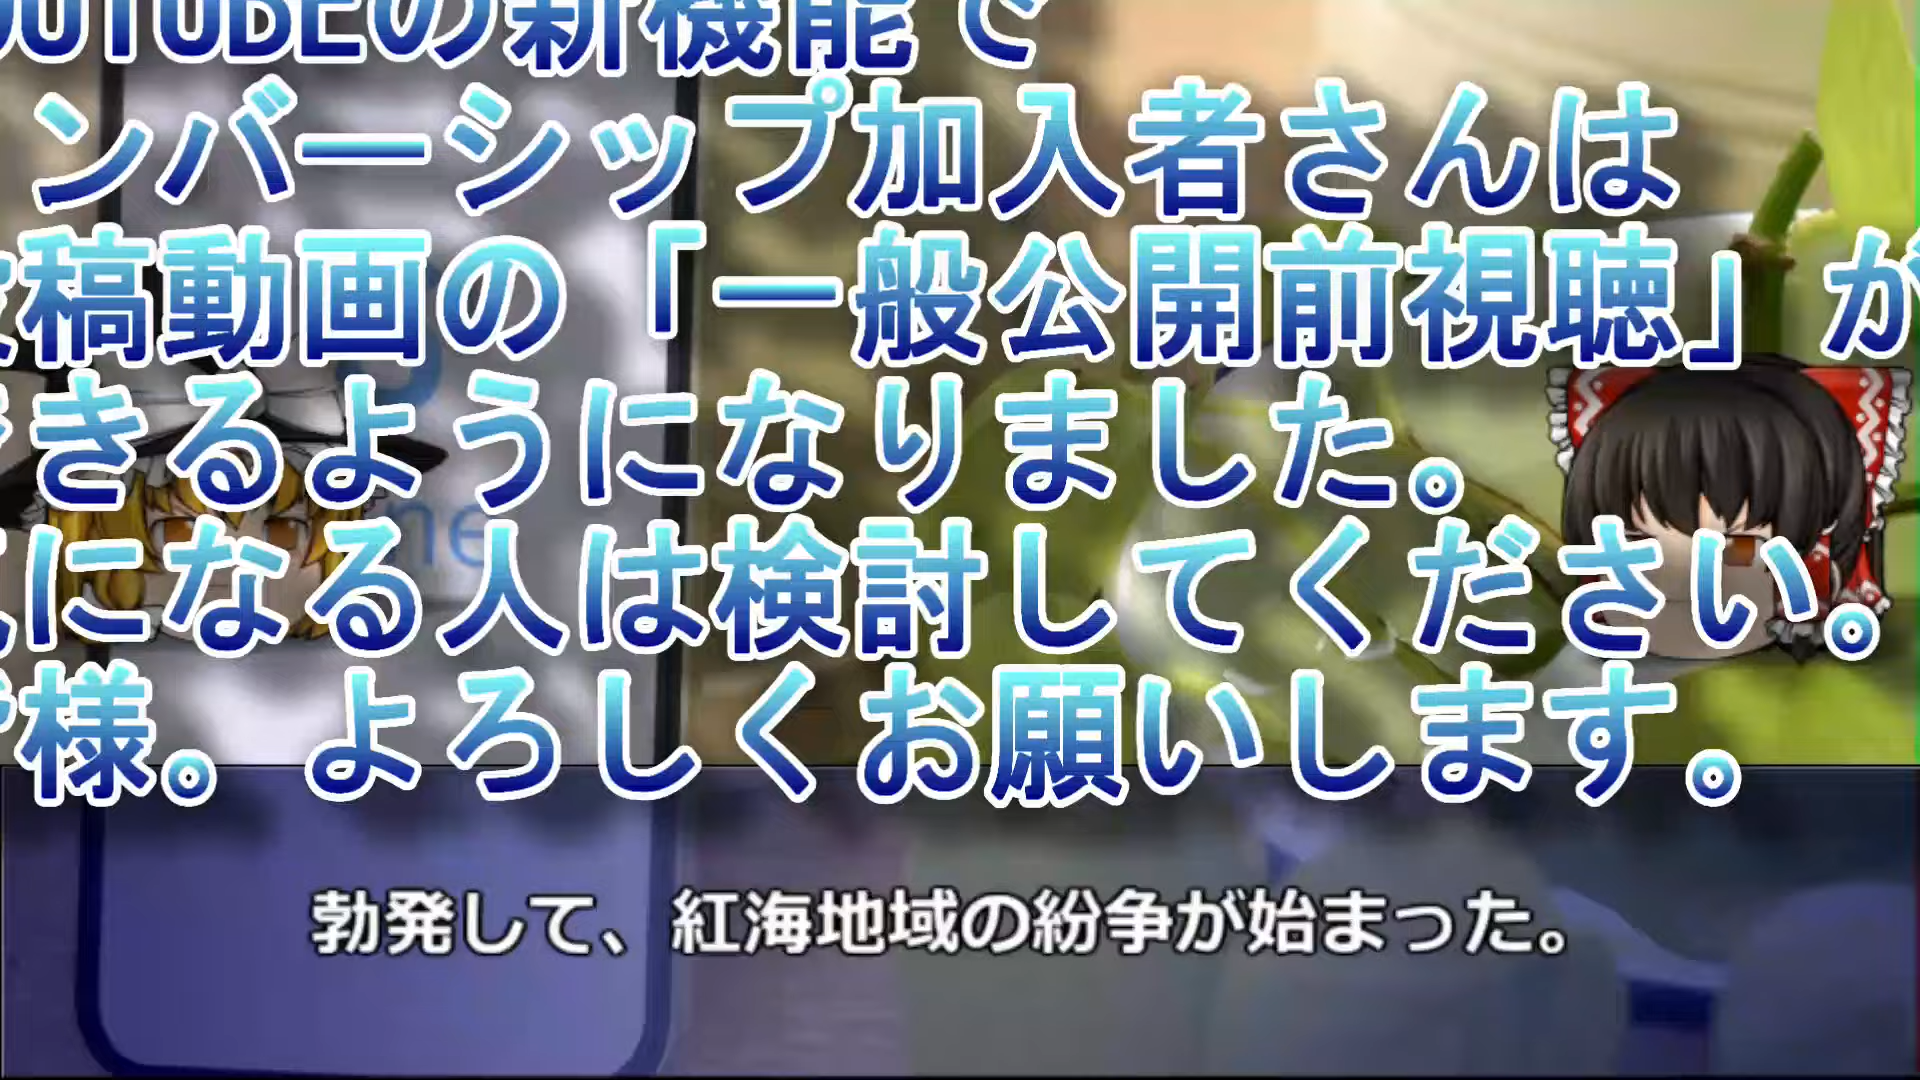 OUTUBEの新機能で
ンバーシップ加入者さんは
稿動画の「一般公開前視聴」が
できるようになりました。
になる人は検討してください。
様。よろしくお願いします。
ne
勃発して、紅海地域の紛争が始まった。